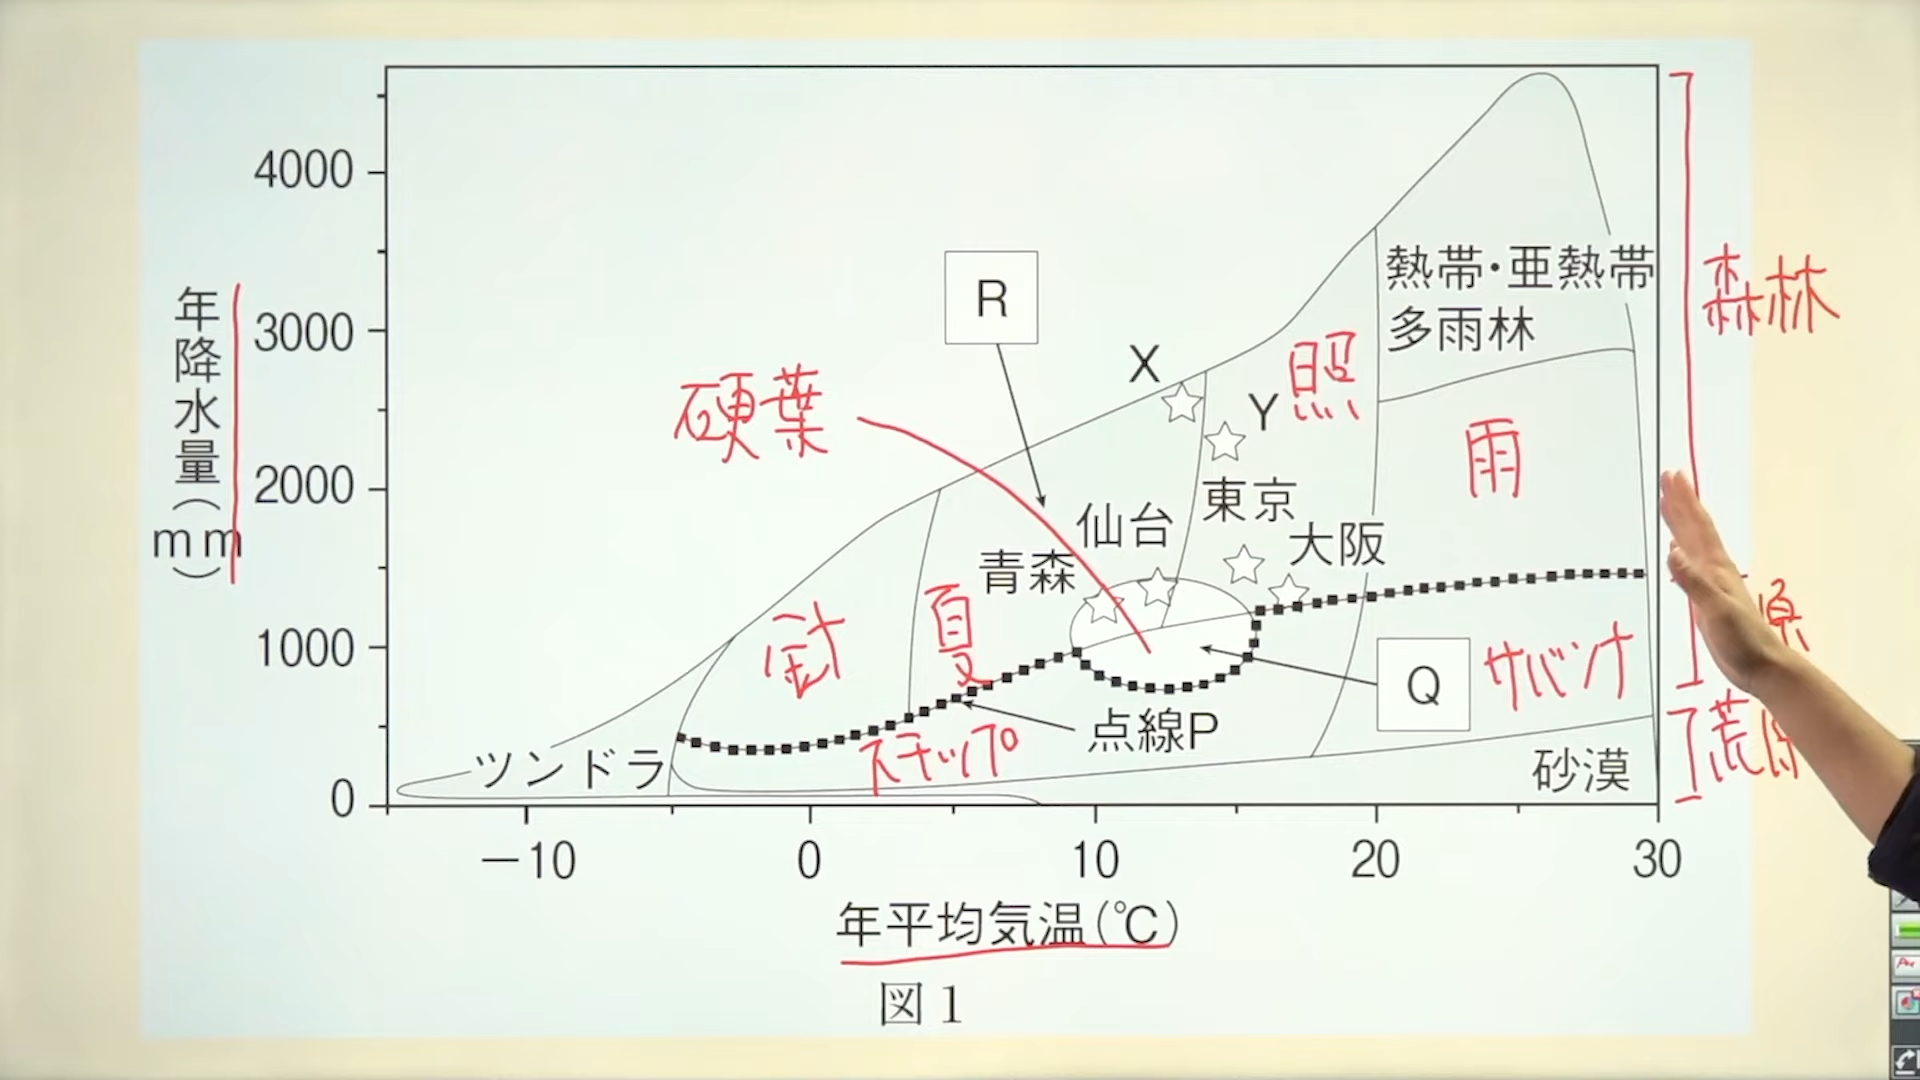 4000
3000
2000
1000
0
年降水量(mm)
R
X
Y
熱帯・亜熱帯
多雨林
森林
照
硬葉
雨
東京
仙台
大阪
青森
針
夏
Q
サバンナ
点線P
ステップ
ツンドラ
砂漠
原
荒原
-10
0
10
20
30
年平均気温(℃)
図1